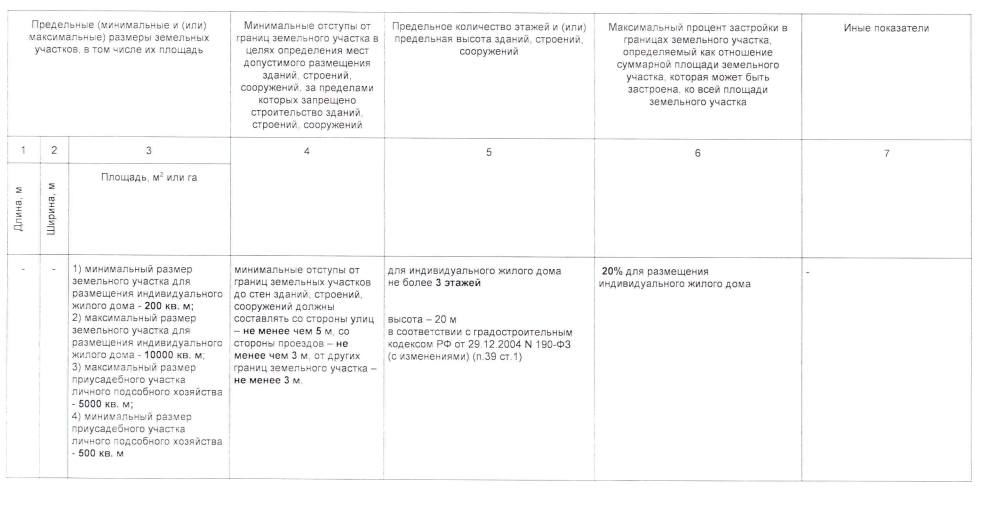 Предельные (минимальные и (или)
максимальные) размеры земельных
участков, в том числе их площадь
Минимальные отступы от
границ земельного участка в
целях определения мест
допустимого размещения
зданий, строений,
сооружений, за пределами
которых запрещено
строительство зданий,
строений, сооружений
Предельное количество этажей и (или)
предельная высота зданий, строений,
сооружений
Максимальный процент застройки в
границах земельного участка,
определяемый как отношение
суммарной площади земельного
участка, которая может быть
застроена, ко всей площади
земельного участка
Иные показатели
1
2
3
4
5
6
7
Длина, м
Ширина, м
Площадь, м² или га
-
-
1) минимальный размер
земельного участка для
размещения индивидуального
жилого дома - 200 кв. м;
2) максимальный размер
земельного участка для
размещения индивидуального
жилого дома - 10000 кв. м;
3) максимальный размер
приусадебного участка
личного подсобного хозяйства
- 5000 кв. м;
4) минимальный размер
приусадебного участка
личного подсобного хозяйства
- 500 кв. м
минимальные отступы от
границ земельных участков
до стен зданий, строений,
сооружений должны
составлять со стороны улиц
– не менее чем 5 м, со
стороны проездов – не
менее чем 3 м, от других
границ земельного участка –
не менее 3 м.
для индивидуального жилого дома
не более 3 этажей
высота – 20 м
в соответствии с градостроительным
кодексом РФ от 29.12.2004 N 190-ФЗ
(с изменениями) (п.39 ст.1)
20% для размещения
индивидуального жилого дома
-